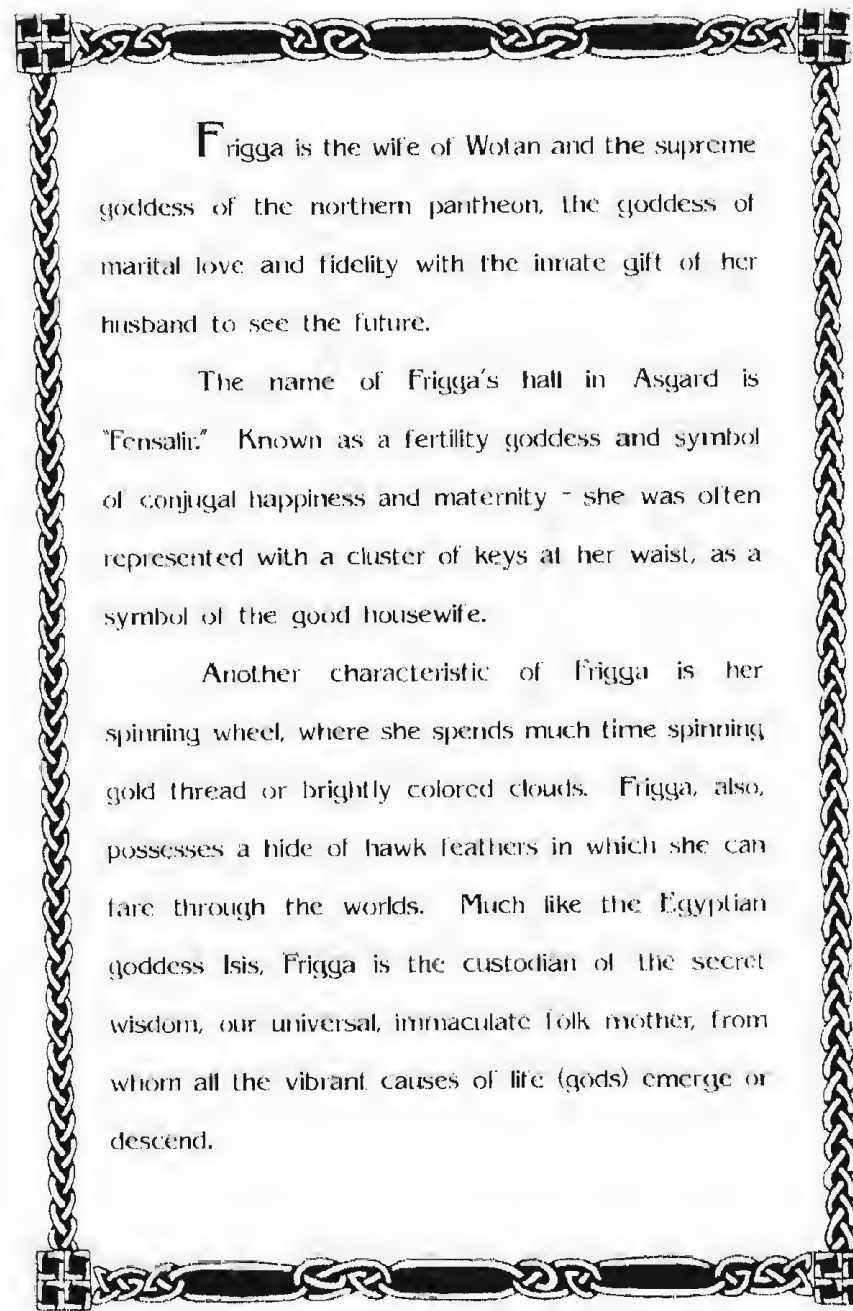 Frigga is the wife of Wotan and the supreme
goddess of the northern pantheon, the goddess of
marital love and fidelity with the innate gift of her
husband to see the future.
The name of Frigga's hall in Asgard is
"Fensalir." Known as a fertility goddess and symbol
of conjugal happiness and maternity - she was often
represented with a cluster of keys at her waist, as a
symbol of the good housewife.
Another characteristic of Frigga is her
spinning wheel, where she spends much time spinning
gold thread or brightly colored clouds. Frigga, also,
possesses a hide of hawk feathers in which she can
fare through the worlds. Much like the Egyptian
goddess Isis, Frigga is the custodian of the secret
wisdom, our universal, immaculate folk mother, from
whom all the vibrant causes of life (gods) emerge or
descend.